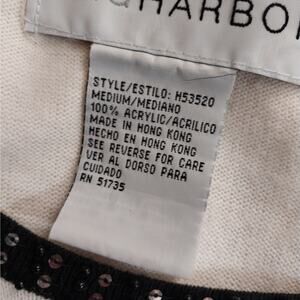 HARBO
STYLE/ESTILO: H53520
MEDIUM/MEDIANO
100% ACRYLIC/ACRILICO
MADE IN HONG KONG
HECHO EN HONG KONG
SEE REVERSE FOR CARE
VER AL DORSO PARA
CUIDADO
RN 51735